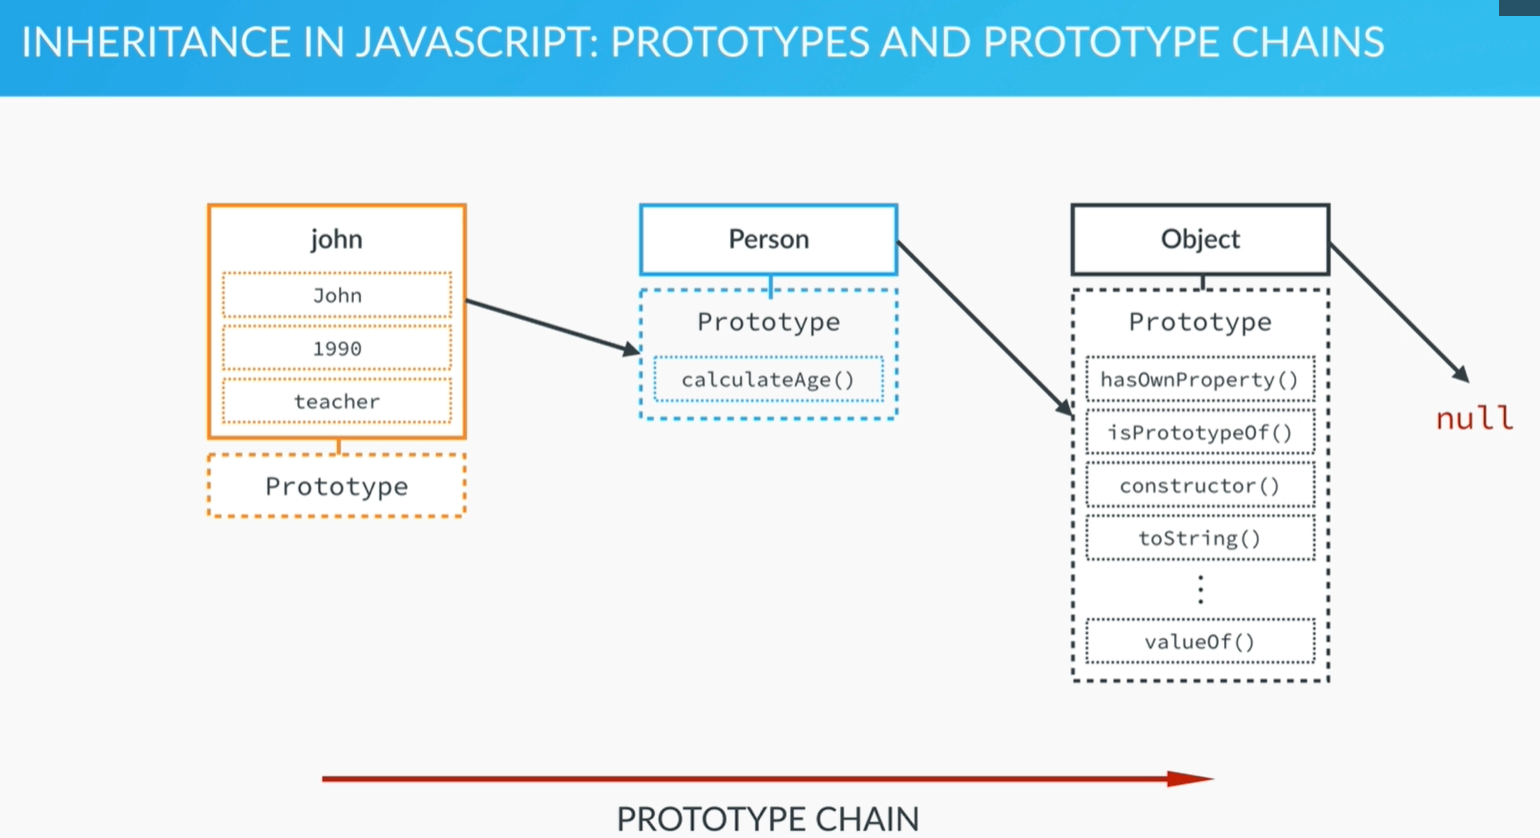 INHERITANCE IN JAVASCRIPT: PROTOTYPES AND PROTOTYPE CHAINS
john
John
1990
teacher
Prototype
Person
Prototype
calculateAge()
Object
Prototype
hasOwnProperty()
isPrototypeOf()
constructor()
toString()
⋮
valueOf()
null
PROTOTYPE CHAIN